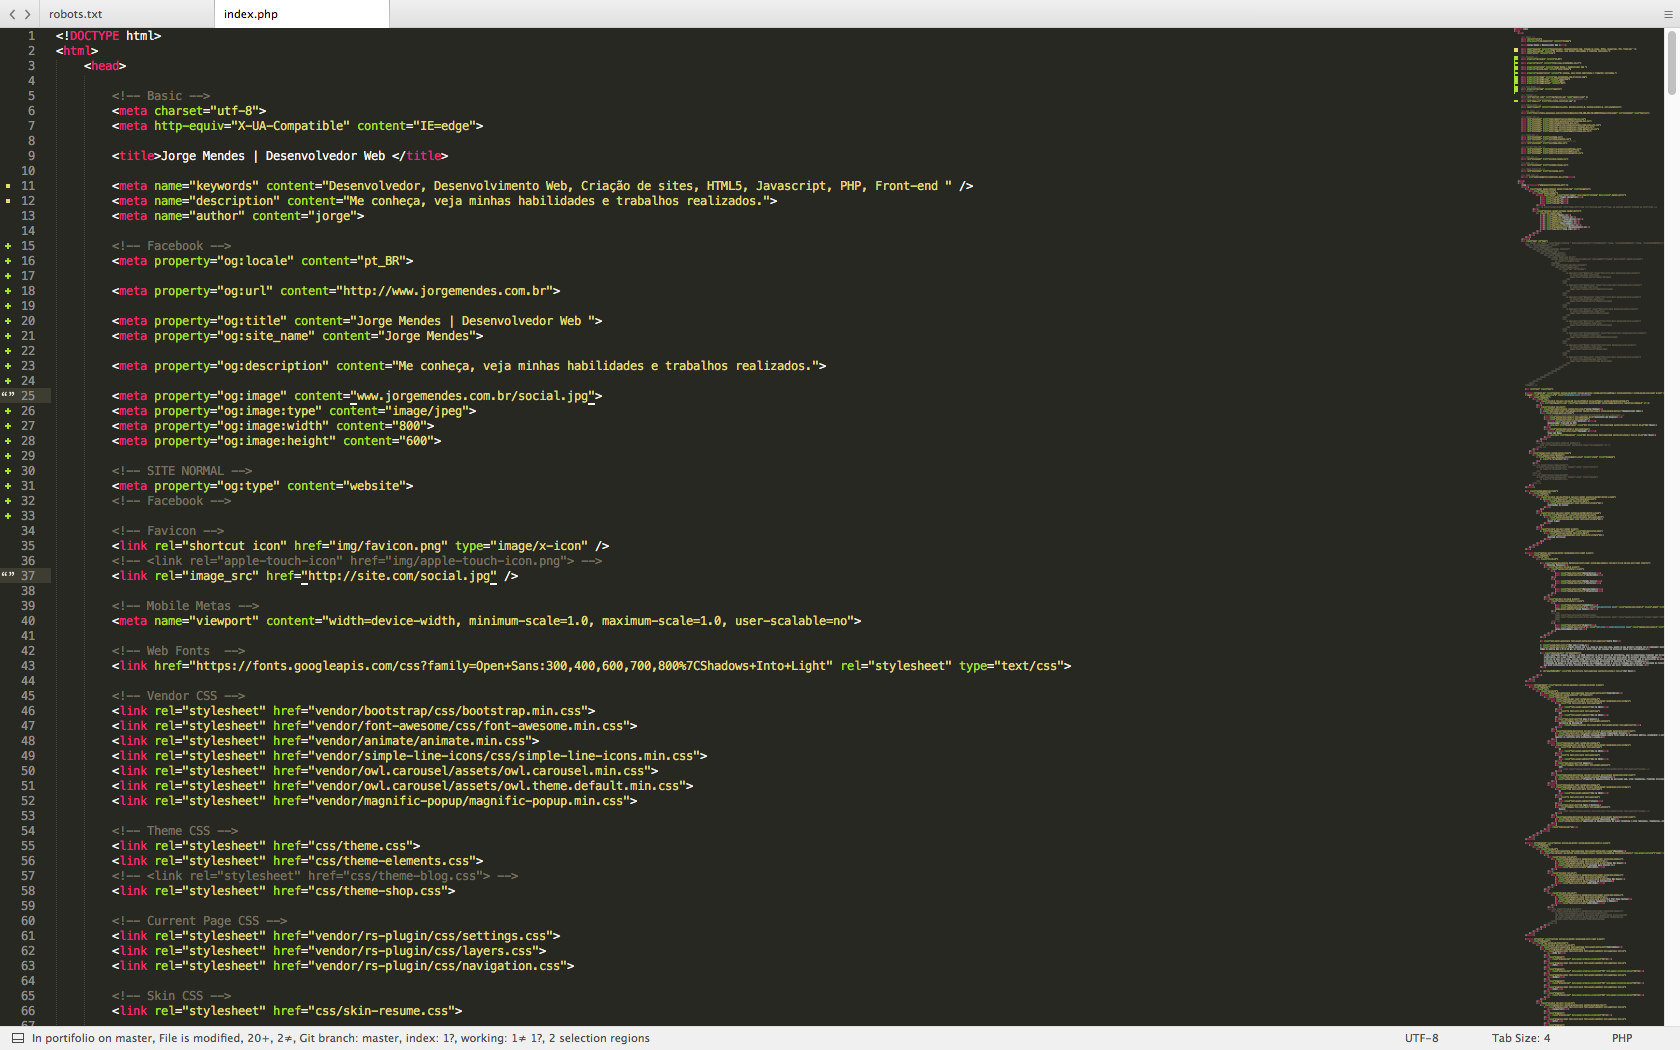 robots.txt
index.php
1 <!DOCTYPE html>
2 <html>
3 <head>
4
5 <!-- Basic -->
6 <meta charset="utf-8">
7 <meta http-equiv="X-UA-Compatible" content="IE=edge">
8
9 <title>Jorge Mendes | Desenvolvedor Web </title>
10
11 <meta name="keywords" content="Desenvolvedor, Desenvolvimento Web, Criação de sites, HTML5, Javascript, PHP, Front-end " />
12 <meta name="description" content="Me conheça, veja minhas habilidades e trabalhos realizados.">
13 <meta name="author" content="jorge">
14
15 <!-- Facebook -->
16 <meta property="og:locale" content="pt_BR">
17
18 <meta property="og:url" content="http://www.jorgemendes.com.br">
19
20 <meta property="og:title" content="Jorge Mendes | Desenvolvedor Web ">
21 <meta property="og:site_name" content="Jorge Mendes">
22
23 <meta property="og:description" content="Me conheça, veja minhas habilidades e trabalhos realizados.">
24
25 <meta property="og:image" content="www.jorgemendes.com.br/social.jpg">
26 <meta property="og:image:type" content="image/jpeg">
27 <meta property="og:image:width" content="800">
28 <meta property="og:image:height" content="600">
29
30 <!-- SITE NORMAL -->
31 <meta property="og:type" content="website">
32 <!-- Facebook -->
33
34 <!-- Favicon -->
35 <link rel="shortcut icon" href="img/favicon.png" type="image/x-icon" />
36 <!-- <link rel="apple-touch-icon" href="img/apple-touch-icon.png"> -->
37 <link rel="image_src" href="http://site.com/social.jpg" />
38
39 <!-- Mobile Metas -->
40 <meta name="viewport" content="width=device-width, minimum-scale=1.0, maximum-scale=1.0, user-scalable=no">
41
42 <!-- Web Fonts  -->
43 <link href="https://fonts.googleapis.com/css?family=Open+Sans:300,400,600,700,800%7CShadows+Into+Light" rel="stylesheet" type="text/css">
44
45 <!-- Vendor CSS -->
46 <link rel="stylesheet" href="vendor/bootstrap/css/bootstrap.min.css">
47 <link rel="stylesheet" href="vendor/font-awesome/css/font-awesome.min.css">
48 <link rel="stylesheet" href="vendor/animate/animate.min.css">
49 <link rel="stylesheet" href="vendor/simple-line-icons/css/simple-line-icons.min.css">
50 <link rel="stylesheet" href="vendor/owl.carousel/assets/owl.carousel.min.css">
51 <link rel="stylesheet" href="vendor/owl.carousel/assets/owl.theme.default.min.css">
52 <link rel="stylesheet" href="vendor/magnific-popup/magnific-popup.min.css">
53
54 <!-- Theme CSS -->
55 <link rel="stylesheet" href="css/theme.css">
56 <link rel="stylesheet" href="css/theme-elements.css">
57 <!-- <link rel="stylesheet" href="css/theme-blog.css"> -->
58 <link rel="stylesheet" href="css/theme-shop.css">
59
60 <!-- Current Page CSS -->
61 <link rel="stylesheet" href="vendor/rs-plugin/css/settings.css">
62 <link rel="stylesheet" href="vendor/rs-plugin/css/layers.css">
63 <link rel="stylesheet" href="vendor/rs-plugin/css/navigation.css">
64
65 <!-- Skin CSS -->
66 <link rel="stylesheet" href="css/skin-resume.css">
67
In portifolio on master, File is modified, 20+, 2≠, Git branch: master, index: 1?, working: 1≠ 1?, 2 selection regions
UTF-8
Tab Size: 4
PHP